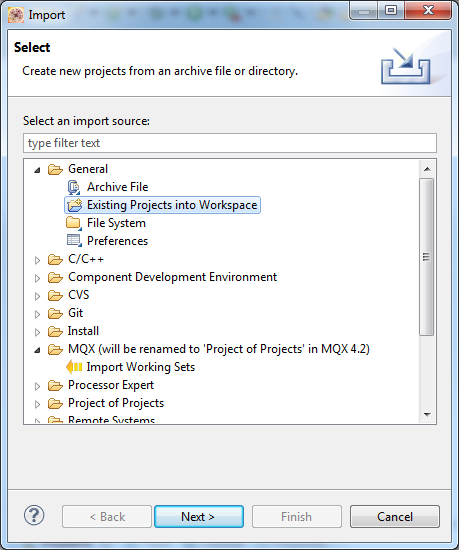 Import
Select
Create new projects from an archive file or directory.
Select an import source:
type filter text
General
Archive File
Existing Projects into Workspace
File System
Preferences
C/C++
Component Development Environment
CVS
Git
Install
MQX (will be renamed to 'Project of Projects' in MQX 4.2)
Import Working Sets
Processor Expert
Project of Projects
Remote Systems
?
< Back
Next >
Finish
Cancel